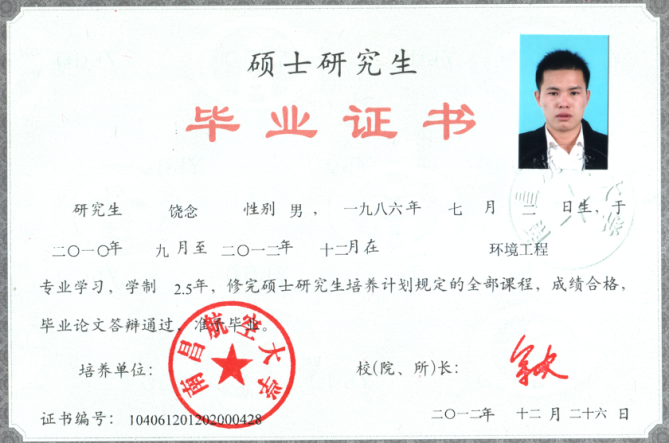 硕士研究生
毕业证书
研究生 饶念 性别 男，一九八六年 七 月 二 日生，于
二〇一〇年 九 月至 二〇一二年 十二月在 环境工程
专业学习，学制 2.5年，修完硕士研究生培养计划规定的全部课程，成绩合格，
毕业论文答辩通过，准予毕业。
南昌航空大学
培养单位： 校(院、所)长：
证书编号： 104061201202000428 二〇一二年 十二月 二十六日